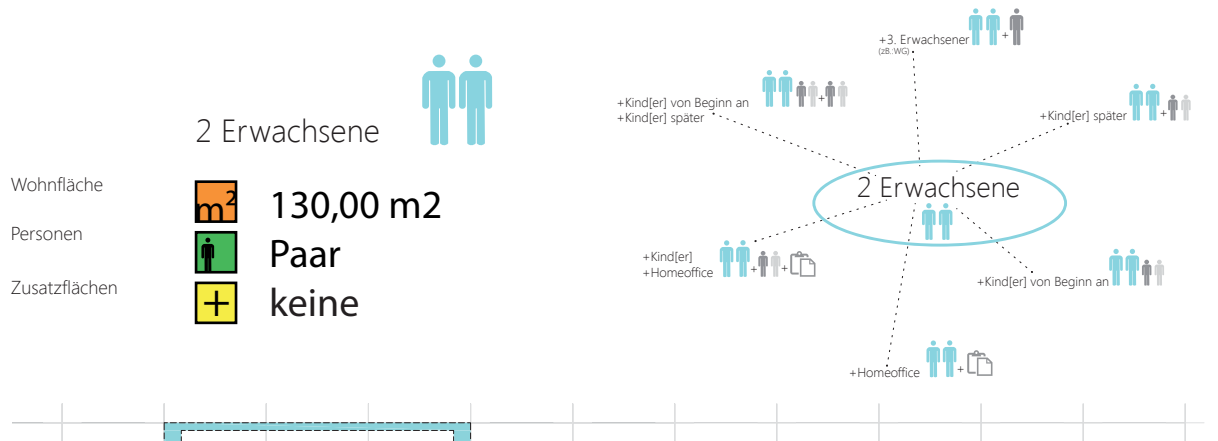 2 Erwachsene
Wohnfläche
m² 130,00 m2
Personen
Paar
Zusatzflächen
+ keine
+3. Erwachsener
(zB.:WG)
+
+Kind[er] von Beginn an
+Kind[er] später
+
+Kind[er] später
+
2 Erwachsene
+Kind[er]
+Homeoffice
+ +
+Kind[er] von Beginn an
+
+Homeoffice
+